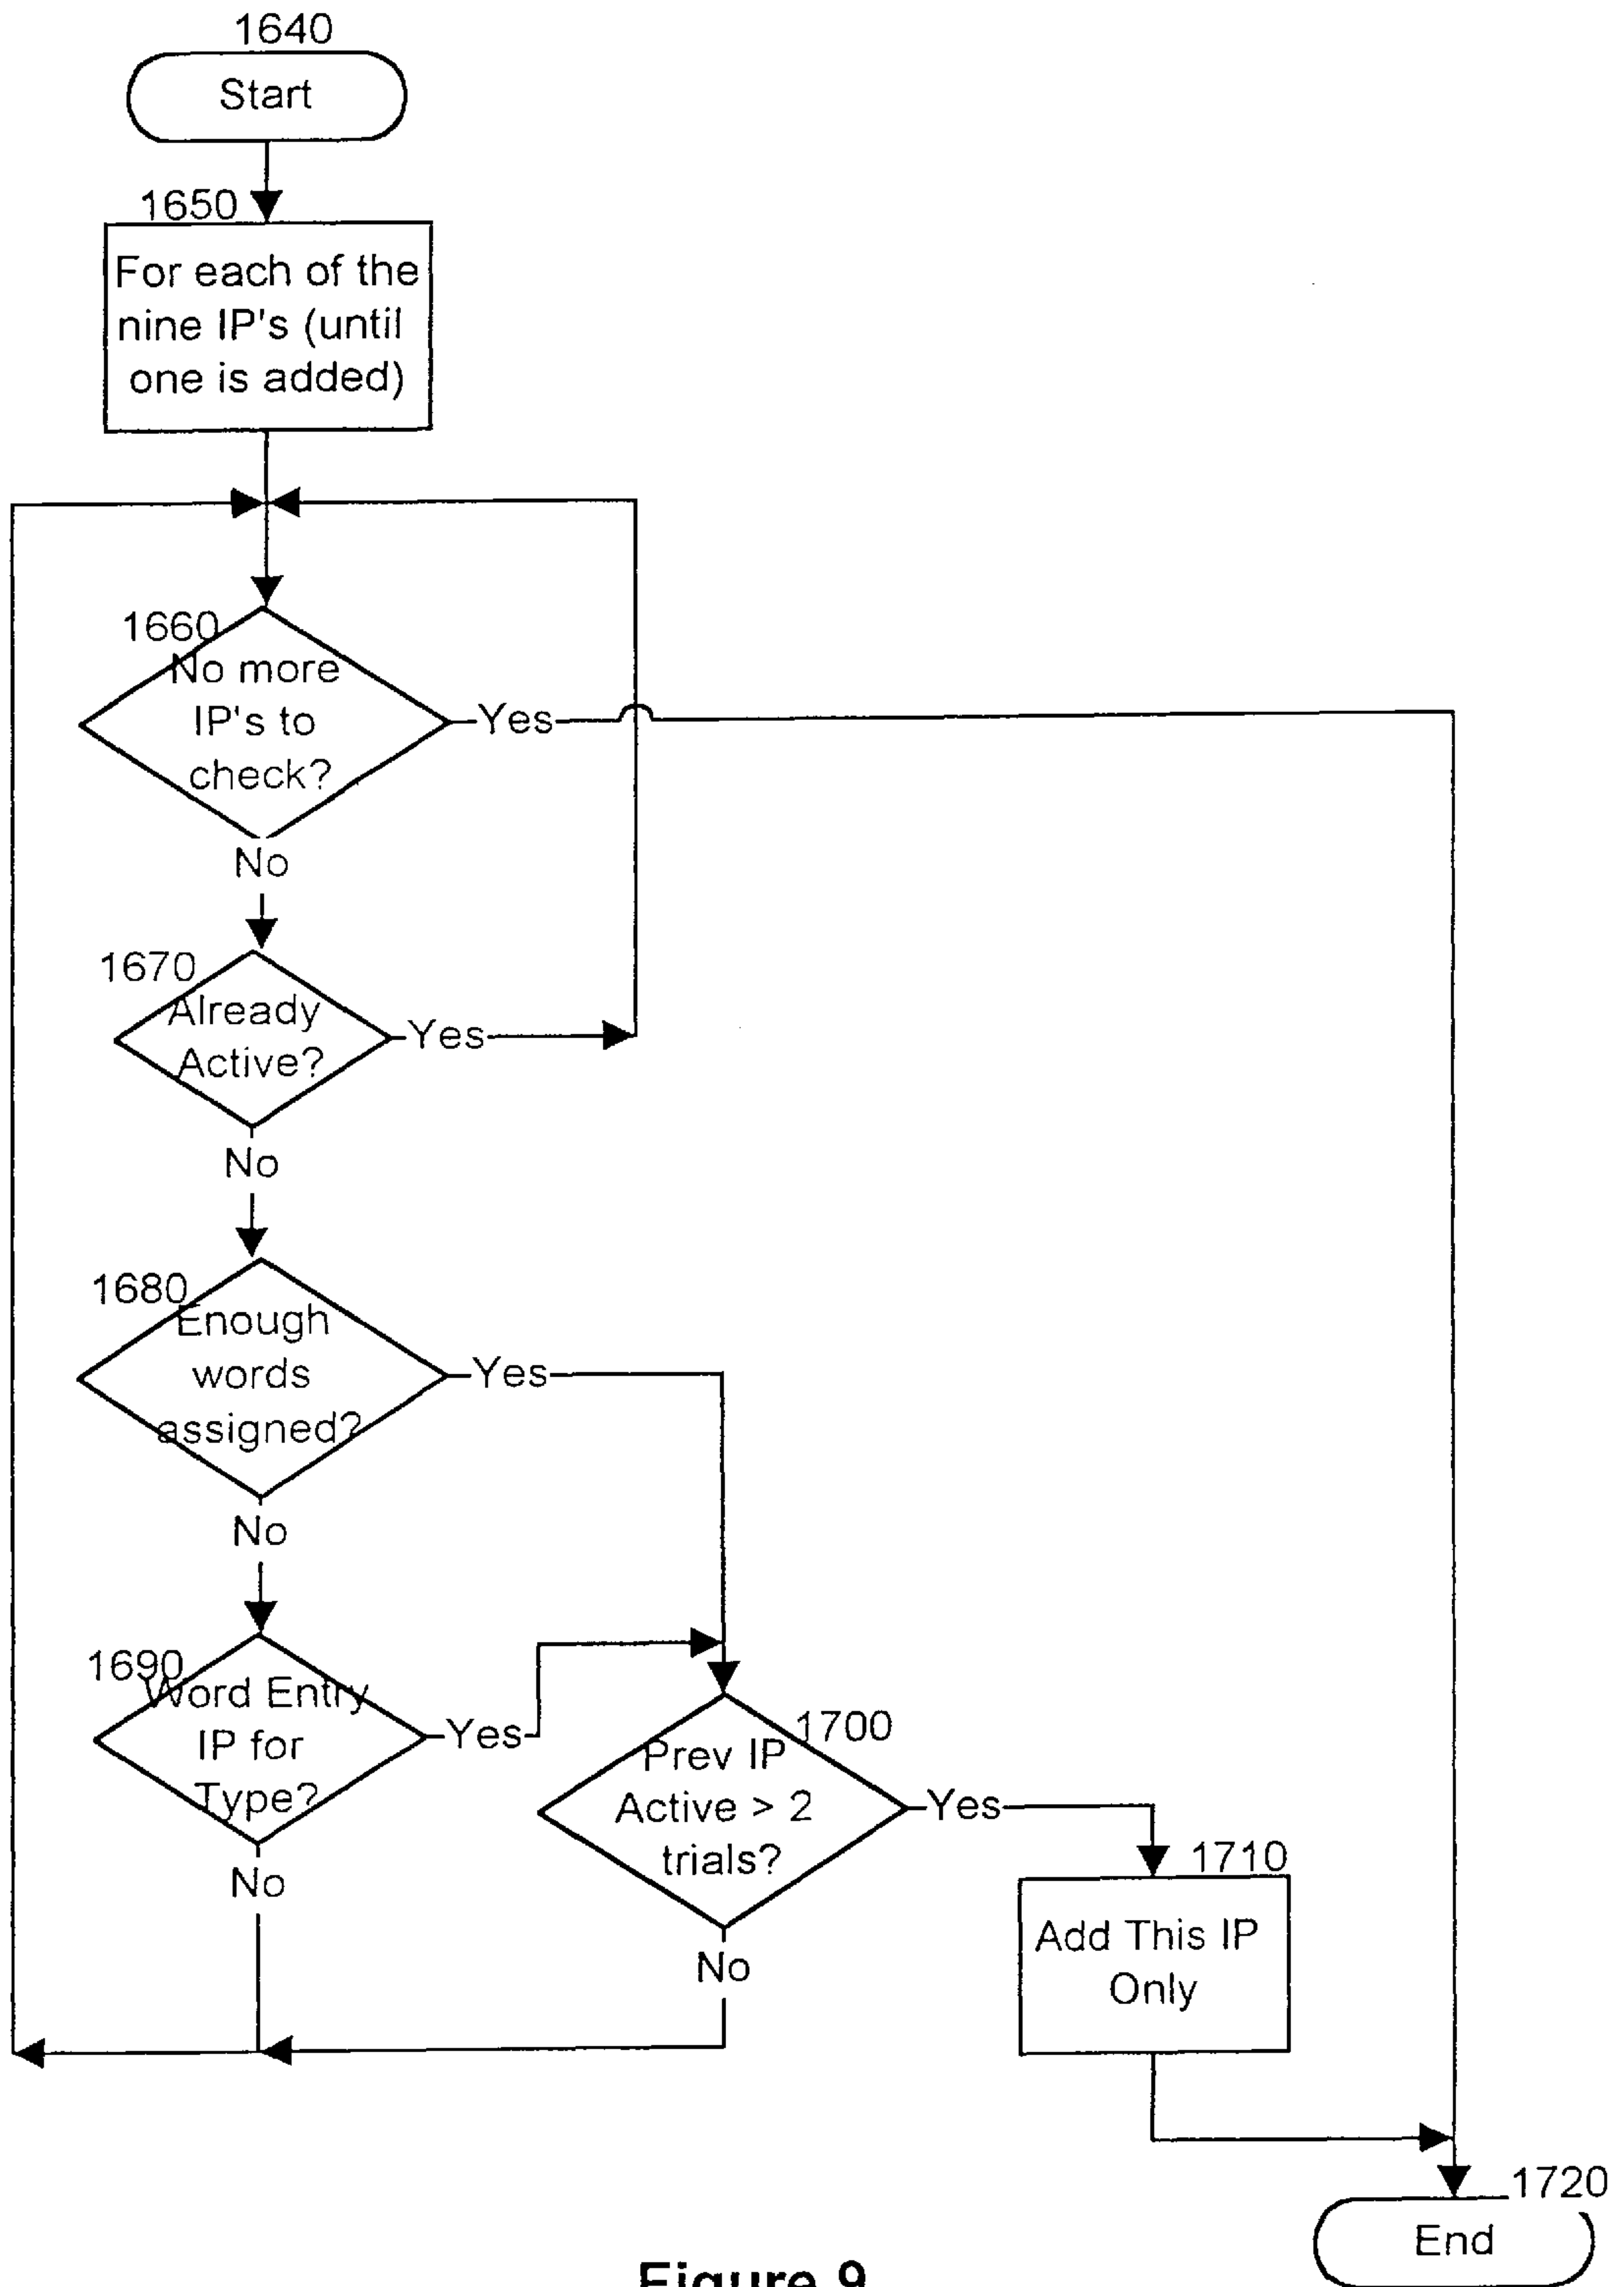 1640
Start
1650
For each of the
nine IP's (until
one is added)
1660
No more
IP's to
check?
Yes
No
1670
Already
Active?
Yes
No
1680
Enough
words
assigned?
Yes
No
1690
Word Entry
IP for
Type?
Yes
No
1700
Prev IP
Active > 2
trials?
Yes
No
1710
Add This IP
Only
1720
End
Figure 9